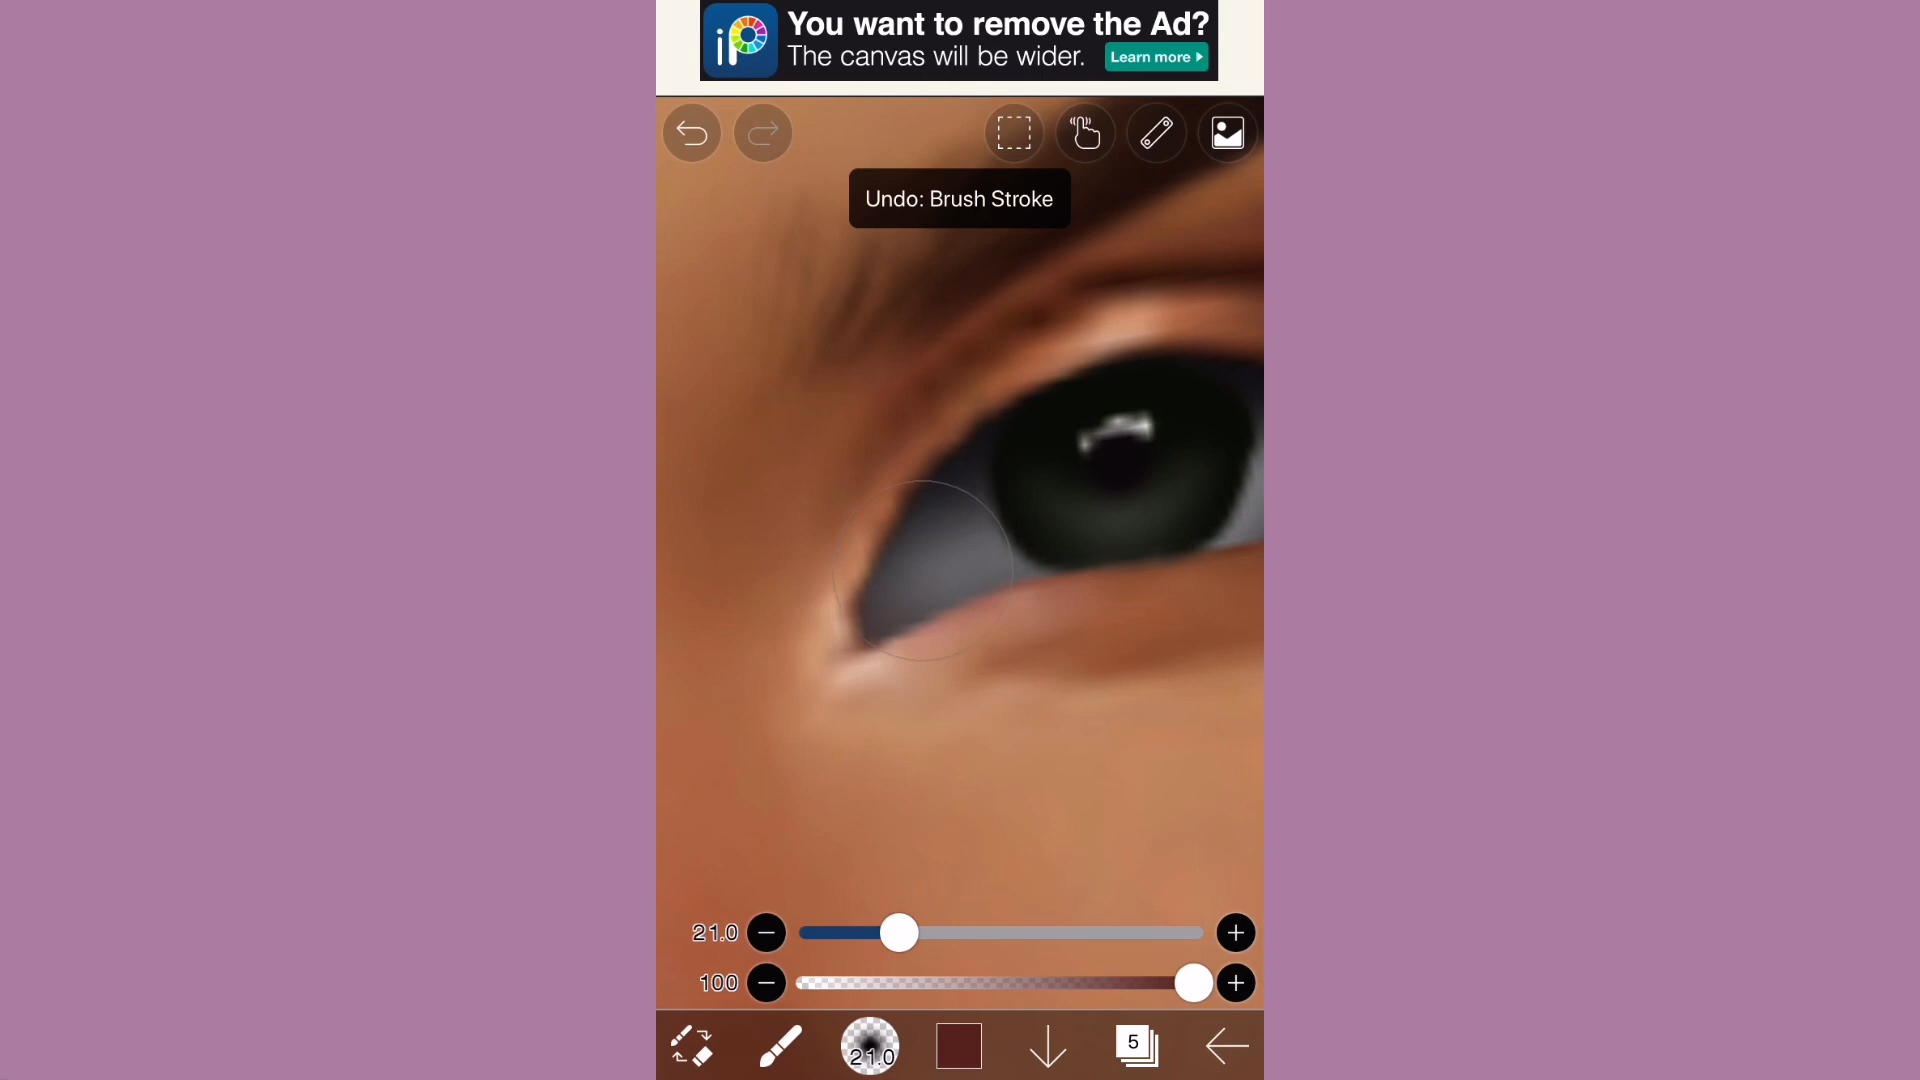 iP
You want to remove the Ad?
The canvas will be wider.
Learn more
Undo: Brush Stroke
21.0
100
21.0
5